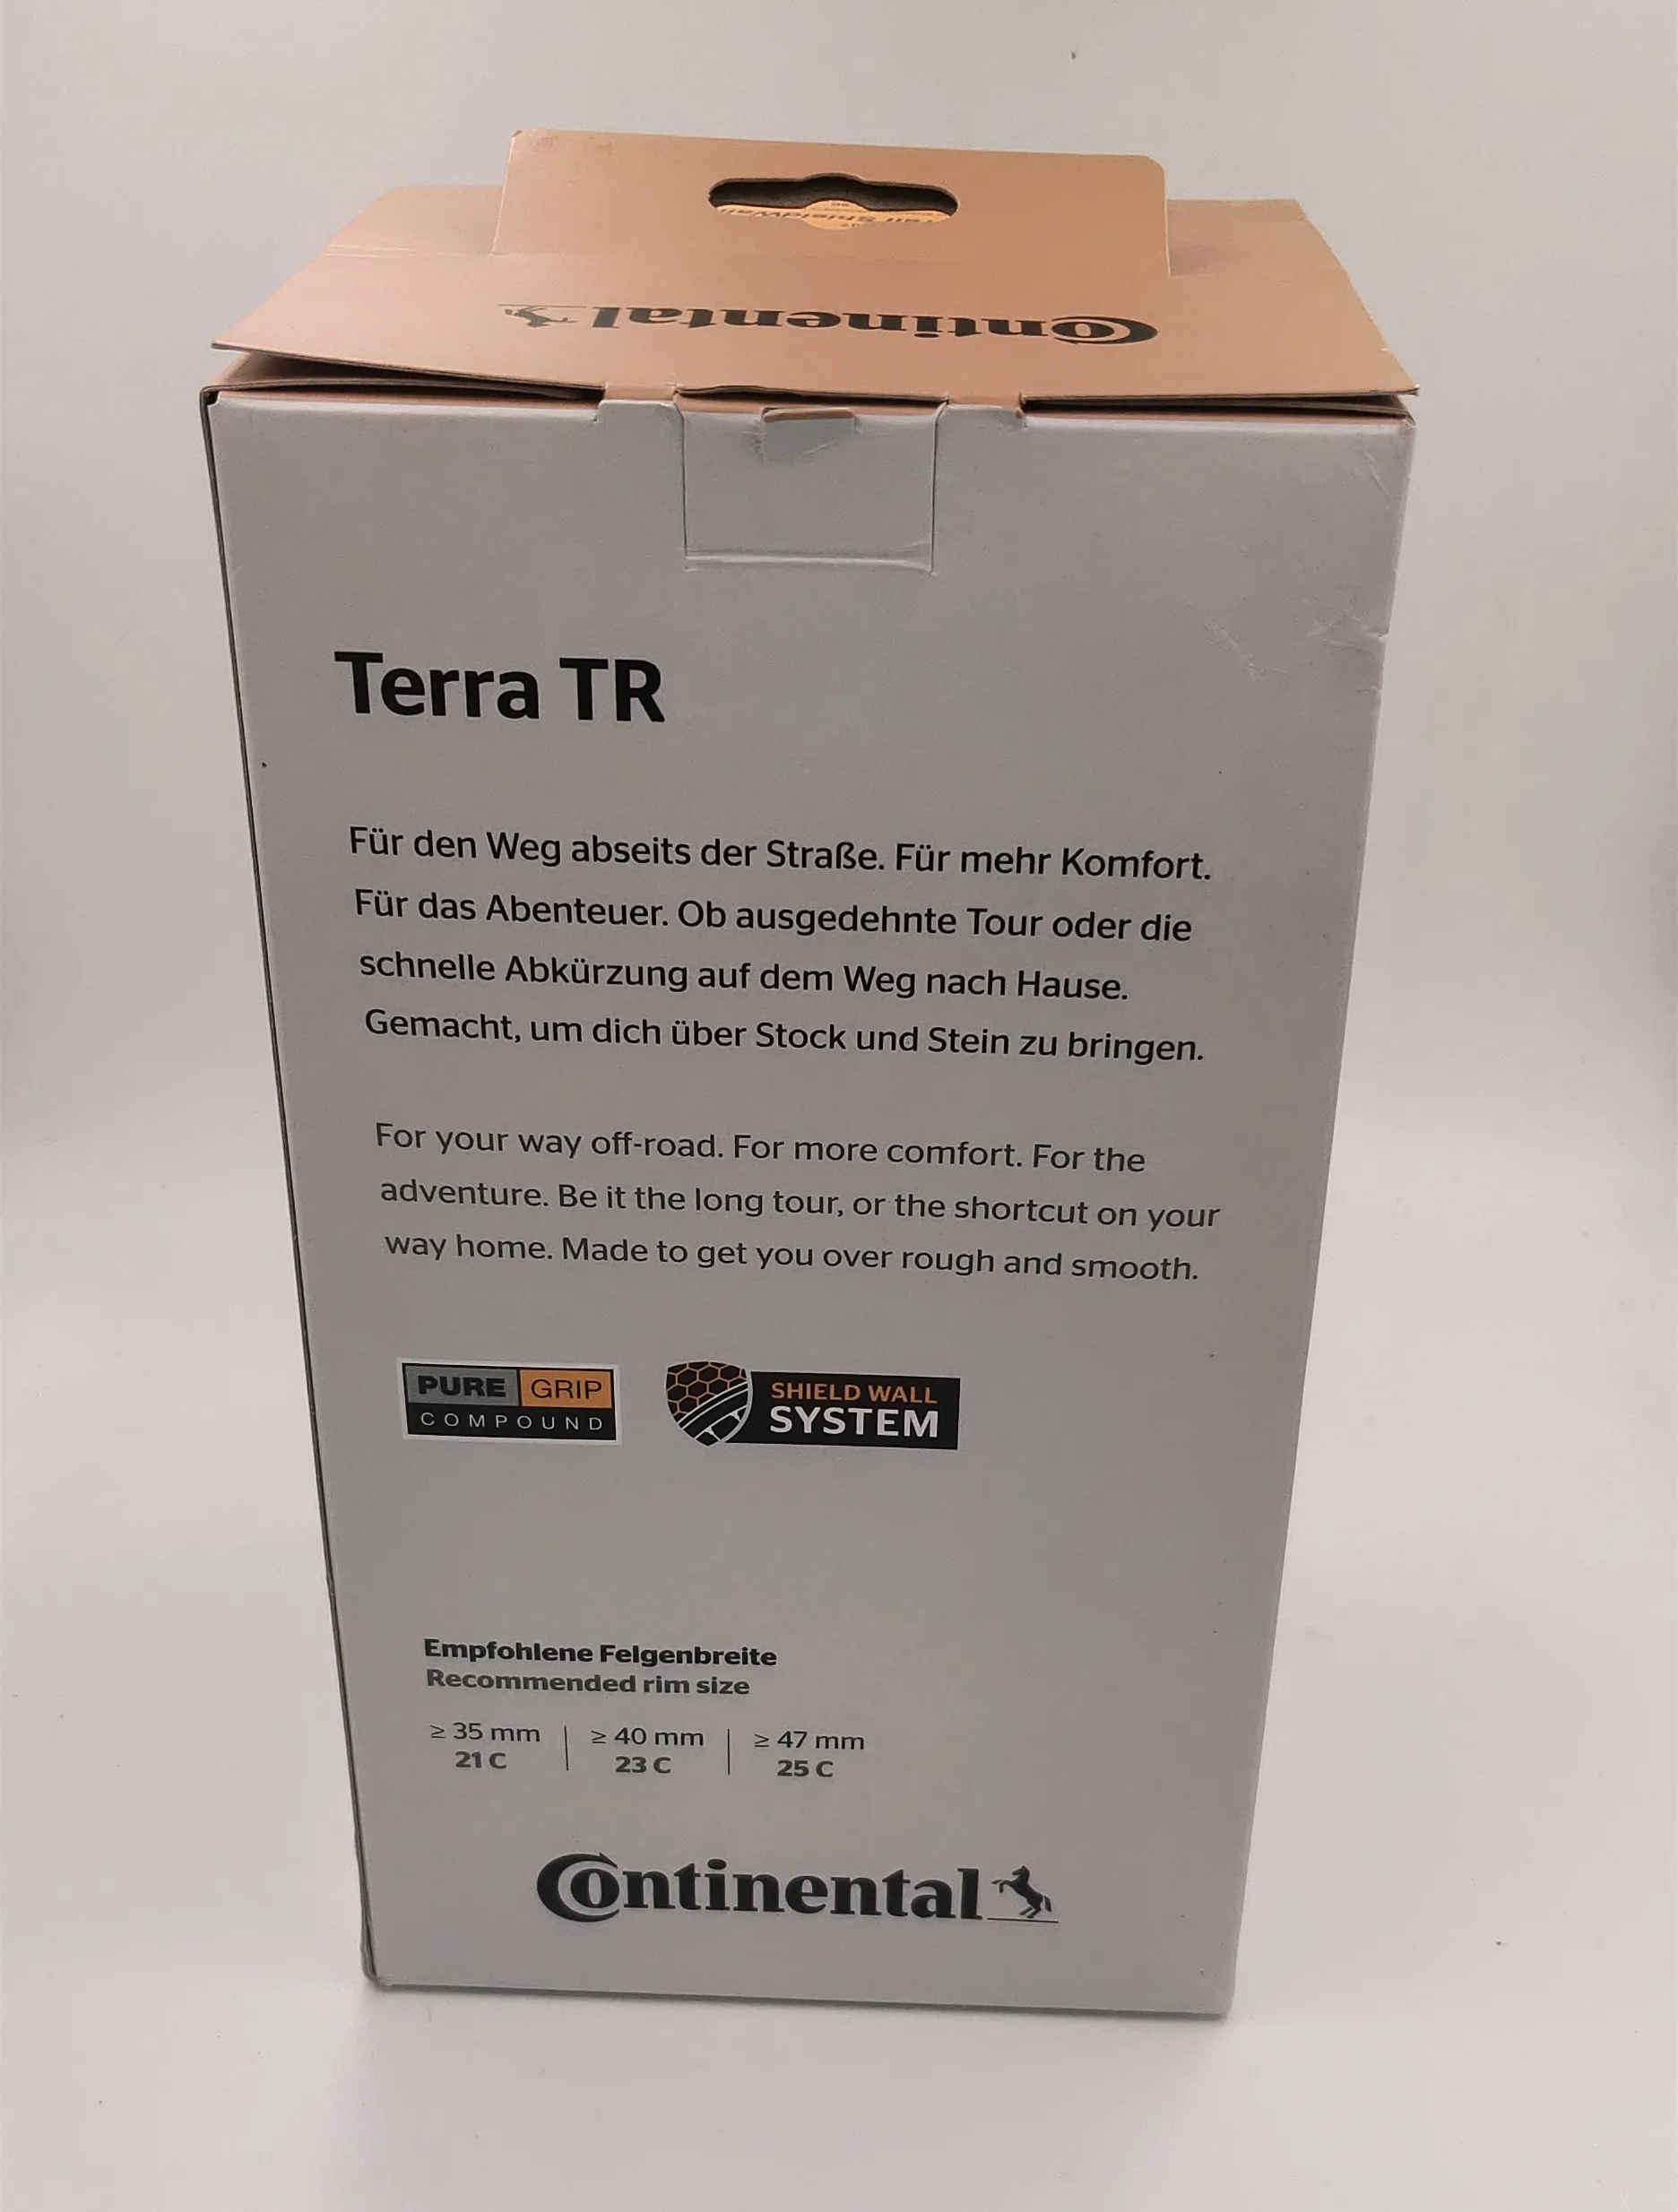 Continental
Terra TR
Für den Weg abseits der Straße. Für mehr Komfort.
Für das Abenteuer. Ob ausgedehnte Tour oder die
schnelle Abkürzung auf dem Weg nach Hause.
Gemacht, um dich über Stock und Stein zu bringen.
For your way off-road. For more comfort. For the
adventure. Be it the long tour, or the shortcut on your
way home. Made to get you over rough and smooth.
PURE GRIP
COMPOUND
SHIELD WALL
SYSTEM
Empfohlene Felgenbreite
Recommended rim size
≥ 35 mm | ≥ 40 mm | ≥ 47 mm
21 C | 23 C | 25 C
Continental